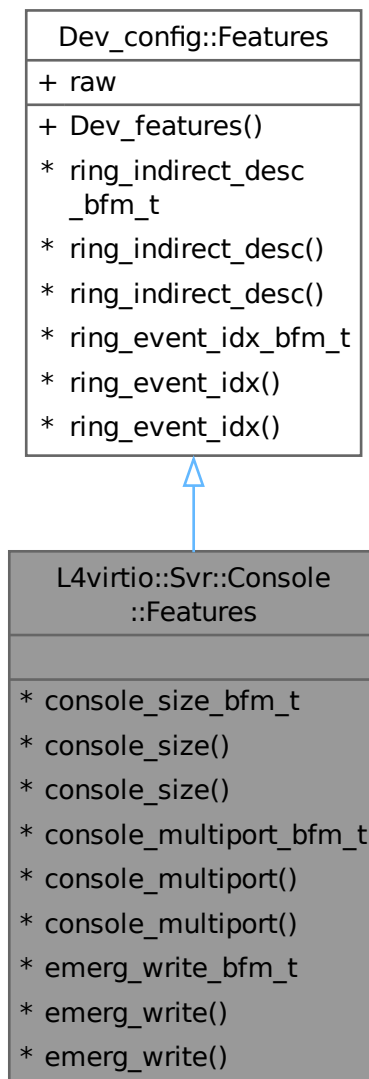 Dev_config::Features
+ raw
+ Dev_features()
* ring_indirect_desc
_bfm_t
* ring_indirect_desc()
* ring_indirect_desc()
* ring_event_idx_bfm_t
* ring_event_idx()
* ring_event_idx()
L4virtio::Svr::Console
::Features
* console_size_bfm_t
* console_size()
* console_size()
* console_multiport_bfm_t
* console_multiport()
* console_multiport()
* emerg_write_bfm_t
* emerg_write()
* emerg_write()